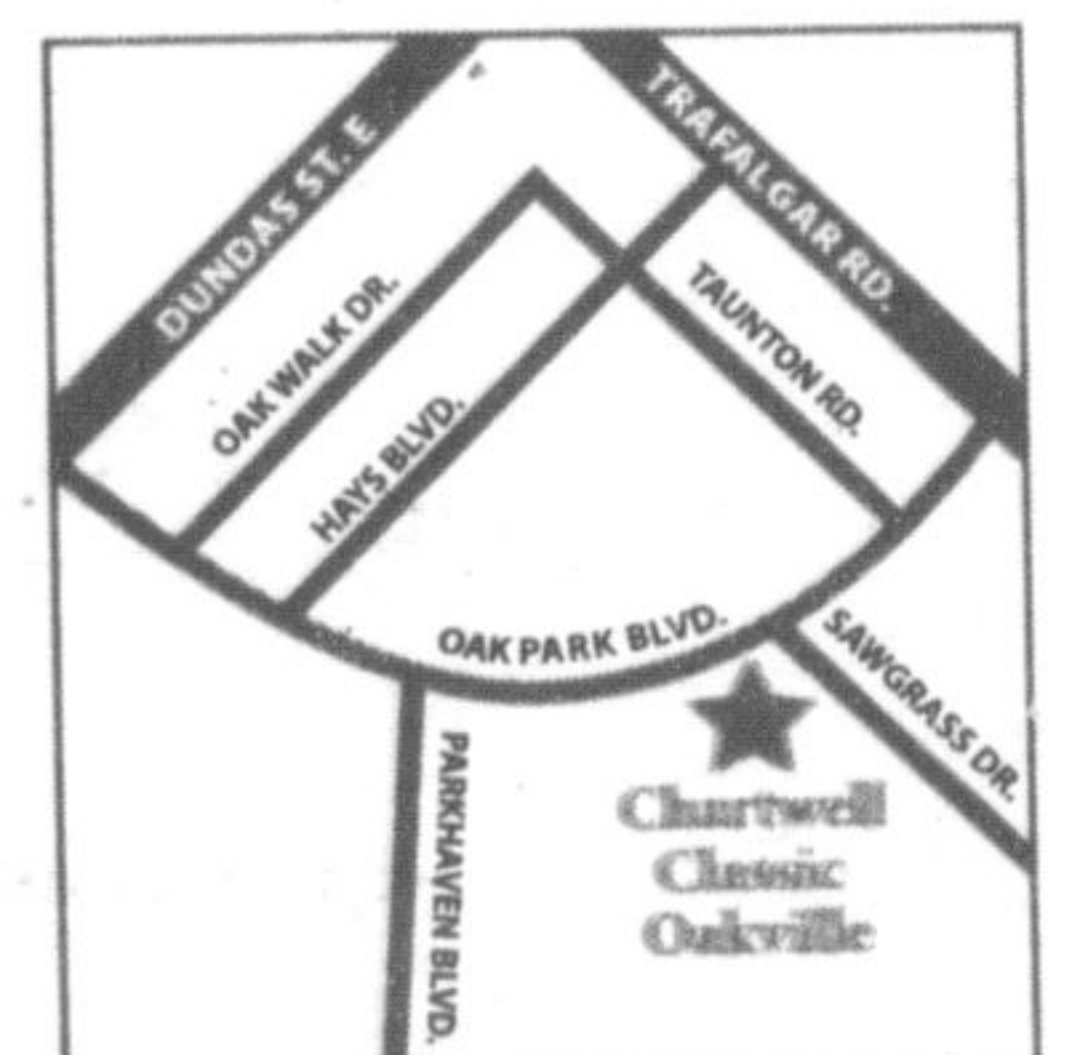 DUNDAS ST. E
TRAFALGAR RD.
OAK WALK DR.
TAUNTON RD.
HAYS BLVD.
OAK PARK BLVD.
SAWGRASS DR.
PARKHAVEN BLVD.
Chartwell
Classic
Oakville